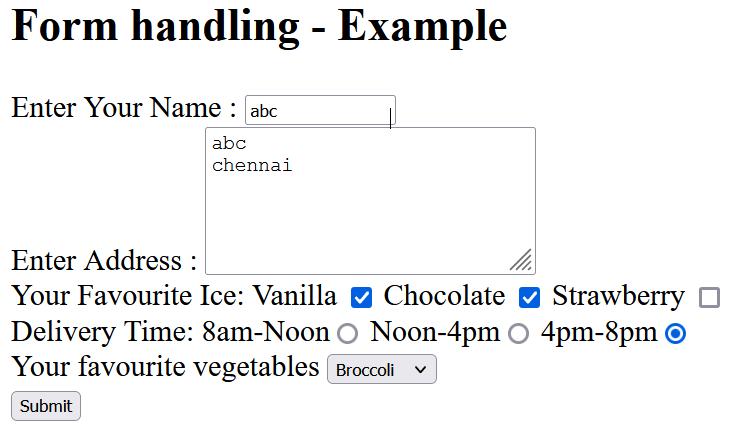 Form handling - Example
Enter Your Name : abc
abc
chennai
Enter Address :
Your Favourite Ice: Vanilla Chocolate Strawberry
Delivery Time: 8am-Noon Noon-4pm 4pm-8pm
Your favourite vegetables Broccoli
Submit